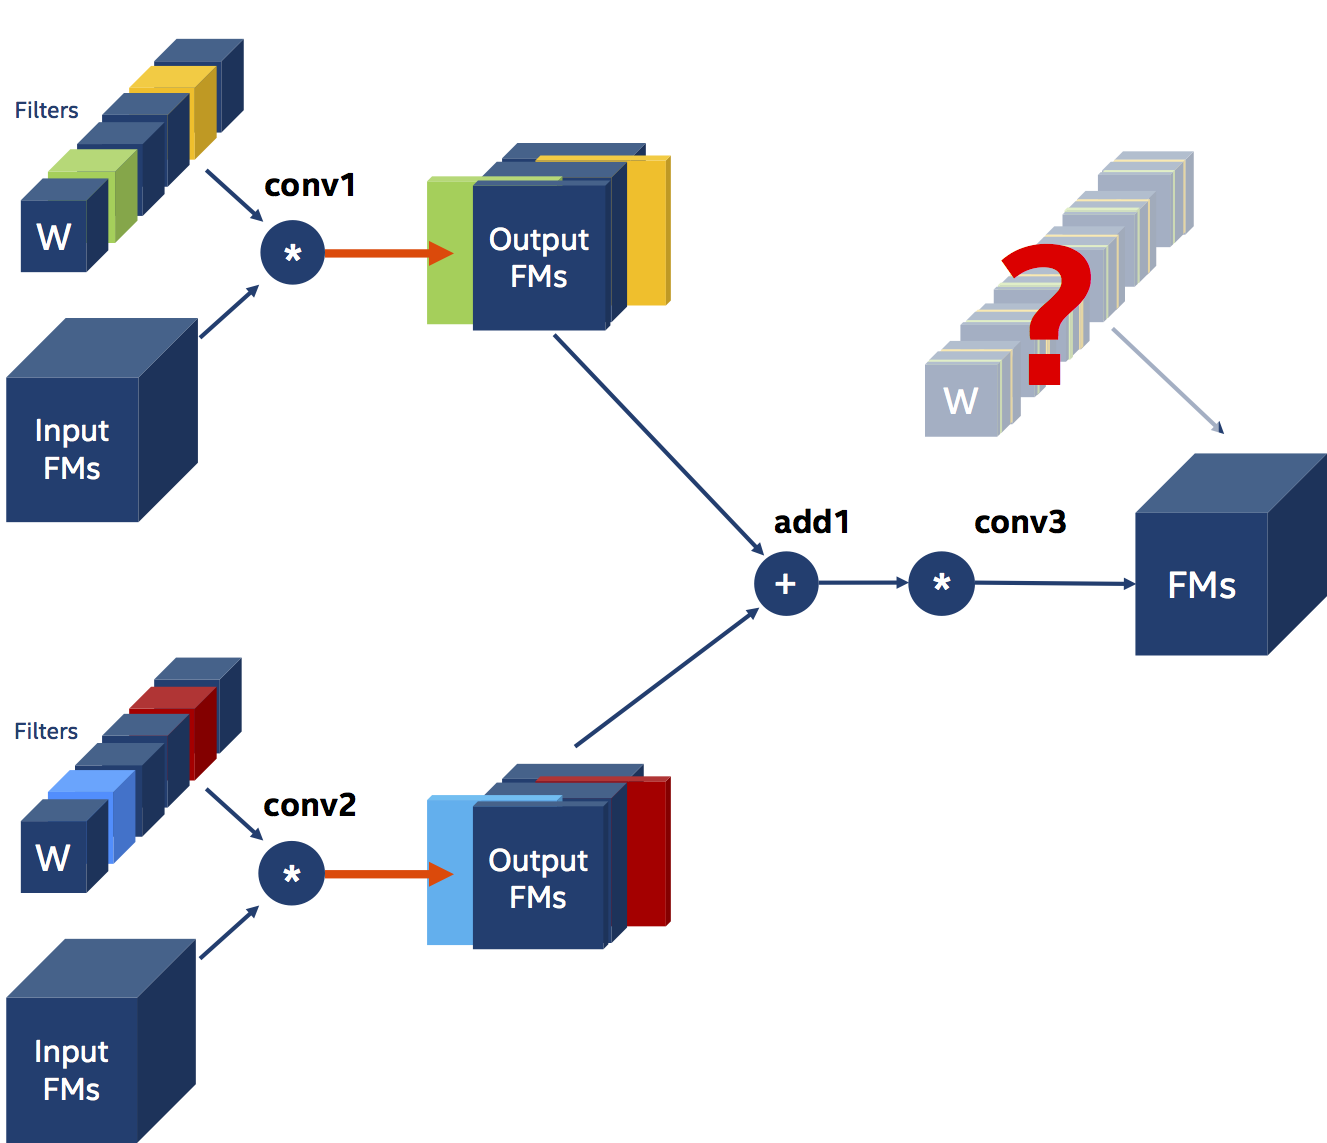 Filters
W
conv1
*
Output
FMs
Input
FMs
?
W
add1
+
conv3
*
FMs
Filters
W
conv2
*
Output
FMs
Input
FMs